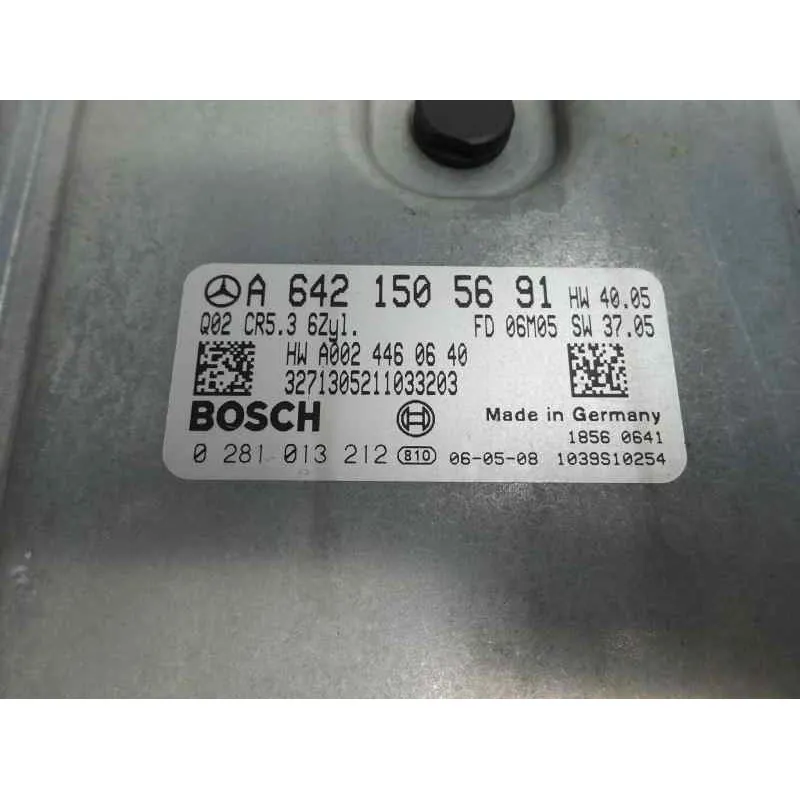 A 642 150 56 91 HW 40.05
Q02 CR5.3 6Zyl. FD 06M05 SW 37.05
HW A002 446 06 40
3271305211033203
BOSCH Made in Germany
1856 0641
0 281 013 212 810 06-05-08 1039S10254